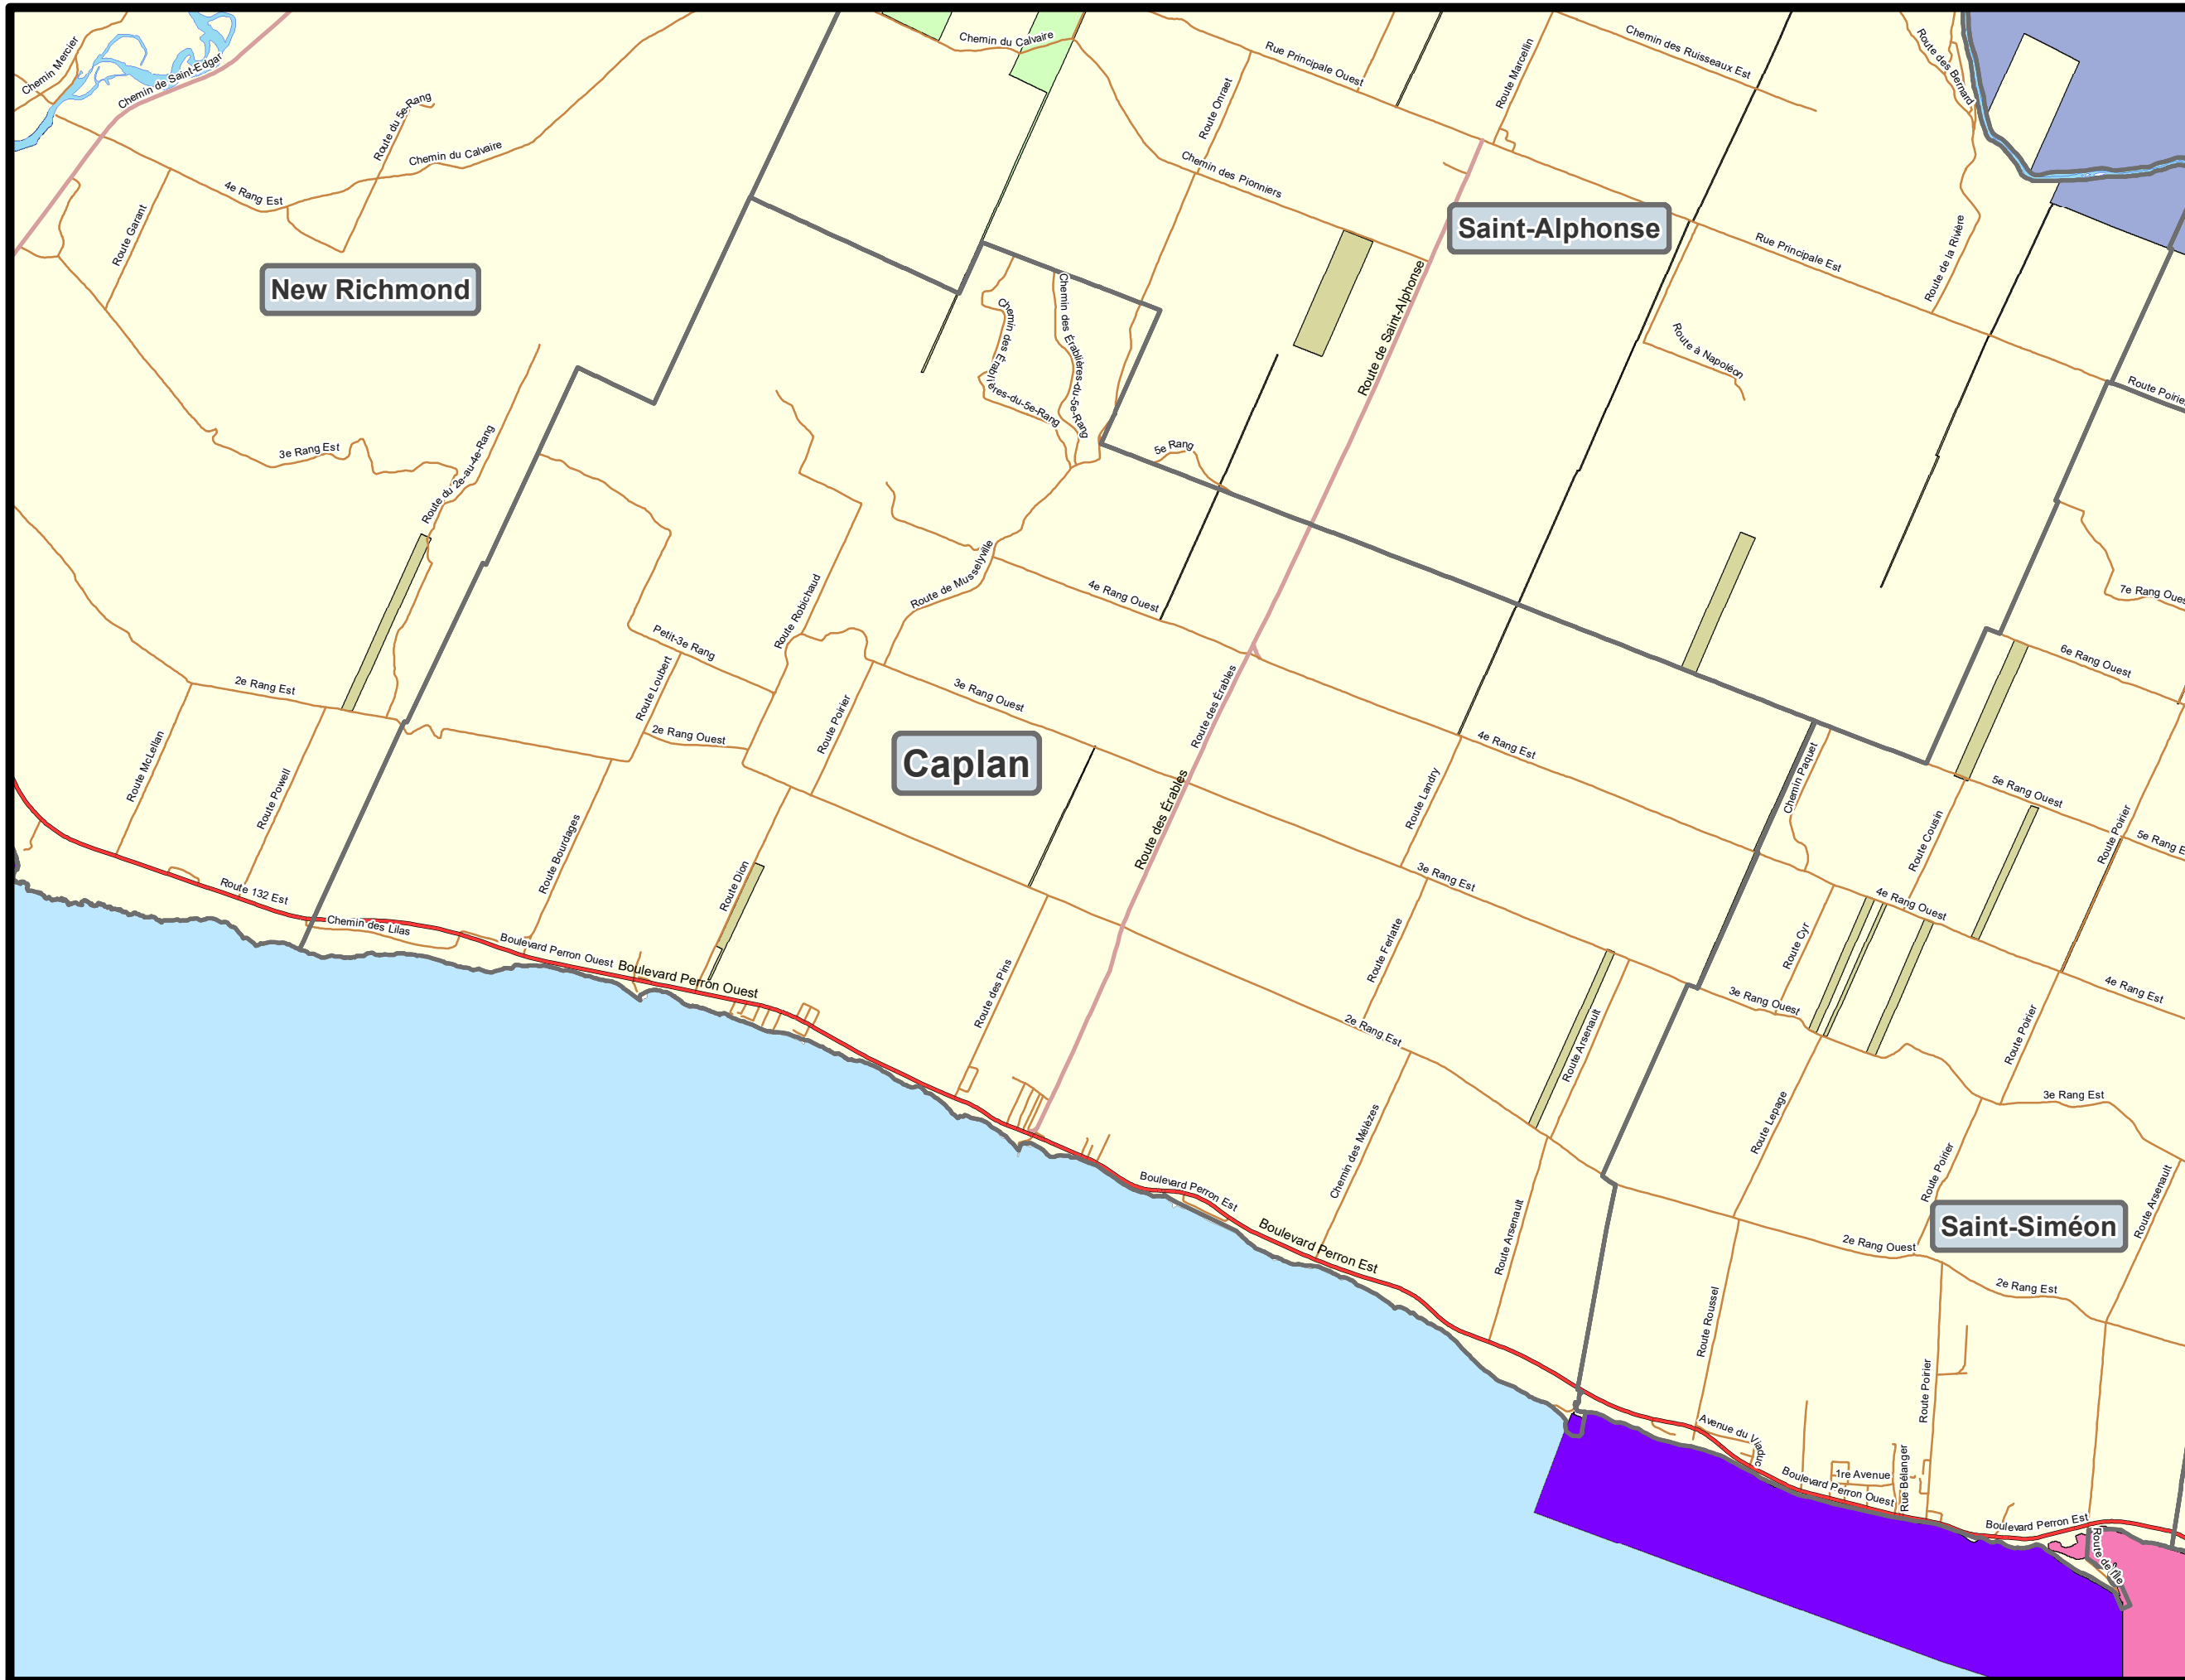 Chemin Mercier
Chemin de Saint-Edgar
Chemin du Calvaire
Rue Principale Ouest
Route Marcellin
Chemin des Ruisseaux Est
Route des Bernard
Route du 5e-Rang
Chemin du Calvaire
Route Onraet
Chemin des Pionniers
4e Rang Est
Route Garant
Saint-Alphonse
Rue Principale Est
Route de la Rivière
New Richmond
Chemin des Érablières-du-5e-Rang
Chemin des Érablières-du-5e-Rang
Route de Saint-Alphonse
Route à Napoléon
Route Poirie
3e Rang Est
Route du 2e-au-4e-Rang
5e Rang
Route de Musselyville
4e Rang Ouest
Route Robichaud
7e Rang Oues
Petit-3e Rang
6e Rang Ouest
2e Rang Est
Route Loubert
Route Poirier
3e Rang Ouest
Route des Érables
2e Rang Ouest
4e Rang Est
Route McLellan
Route Powell
Caplan
Route des Érables
Route Landry
Chemin Paquet
5e Rang Ouest
Route Cousin
Route Poirier
5e Rang E
Route Bourdages
Route Dion
3e Rang Est
4e Rang Ouest
Route 132 Est
Chemin des Lilas
Boulevard Perron Ouest
Boulevard Perron Ouest
Route des Pins
Route Ferlatte
Route Cyr
4e Rang Est
3e Rang Ouest
2e Rang Est
Route Arsenault
Route Poirier
3e Rang Est
Chemin des Mélèzes
Route Lepage
Route Poirier
Boulevard Perron Est
Boulevard Perron Est
Route Arsenault
Saint-Siméon
Route Arsenault
2e Rang Ouest
2e Rang Est
Route Roussel
Route Poirier
Avenue du Viaduc
1re Avenue
Boulevard Perron Ouest
Rue Bélanger
Boulevard Perron Est
Route de l'Île